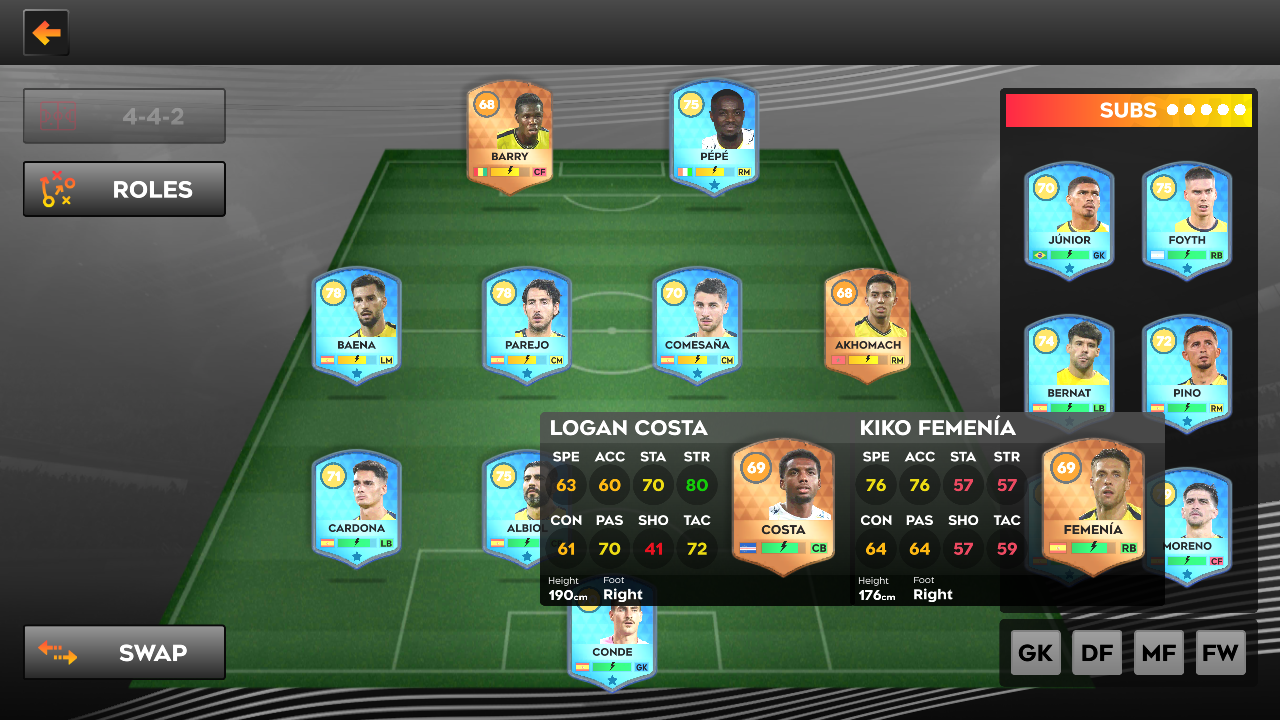 4-4-2
ROLES
68
BARRY
CF
75
PÉPÉ
RM
SUBS
70
JÚNIOR
GK
75
FOYTH
RB
78
BAENA
LM
78
PAREJO
CM
70
COMESAÑA
CM
68
AKHOMACH
RM
74
BERNAT
LB
72
PINO
RM
71
CARDONA
LB
75
ALBIOL
LOGAN COSTA
SPE ACC STA STR
63 60 70 80
CON PAS SHO TAC
61 70 41 72
Height Foot
190cm Right
69
COSTA
CB
KIKO FEMENÍA
SPE ACC STA STR
76 76 57 57
CON PAS SHO TAC
64 64 57 59
Height Foot
176cm Right
69
FEMENÍA
RB
MORENO
CF
CONDE
GK
SWAP
GK DF MF FW